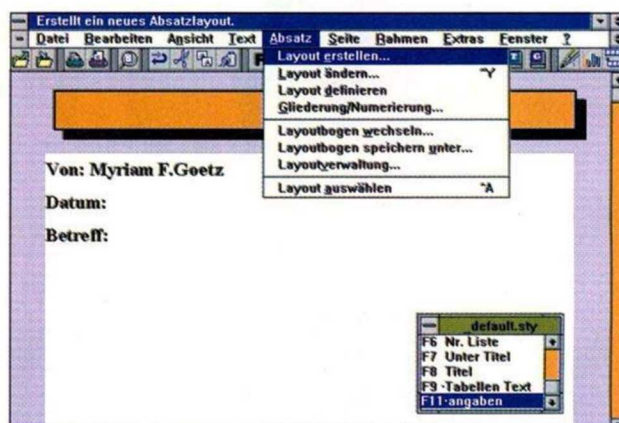 Erstellt ein neues Absatzlayout.
Datei Bearbeiten Ansicht Text Absatz Seite Rahmen Extras Fenster ?
Layout erstellen...
Layout ändern... ^Y
Layout definieren
Gliederung/Numerierung...
Layoutbogen wechseln...
Layoutbogen speichern unter...
Layoutverwaltung...
Layout auswählen ^A
Von: Myriam F.Goetz
Datum:
Betreff:
_default.sty
F6 Nr. Liste
F7 Unter Titel
F8 Titel
F9 ·Tabellen Text
F11·angaben